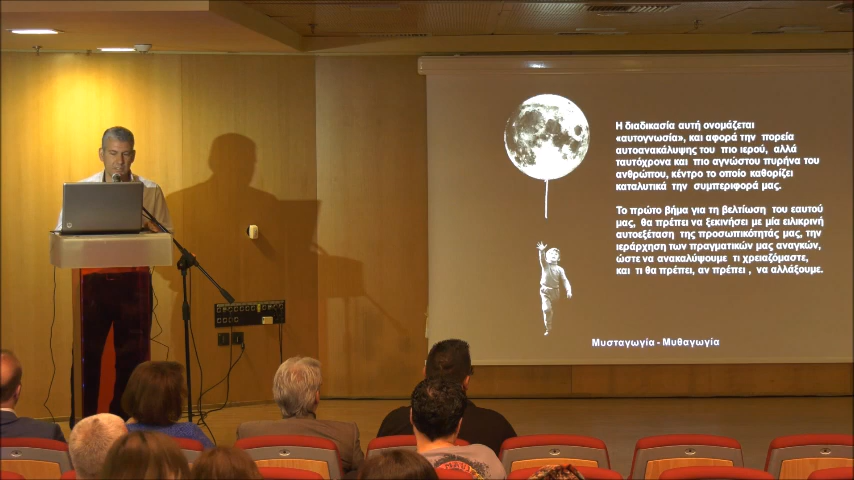 Η διαδικασία αυτή ονομάζεται
«αυτογνωσία», και αφορά την πορεία
αυτοανακάλυψης του πιο ιερού, αλλά
ταυτόχρονα και πιο αγνώστου πυρήνα του
ανθρώπου, κέντρο το οποίο καθορίζει
καταλυτικά την συμπεριφορά μας.
Το πρώτο βήμα για τη βελτίωση του εαυτού
μας, θα πρέπει να ξεκινήσει με μία ειλικρινή
αυτοεξέταση της προσωπικότητάς μας, την
ιεράρχηση των πραγματικών μας αναγκών,
ώστε να ανακαλύψουμε τι χρειαζόμαστε,
και τι θα πρέπει, αν πρέπει , να αλλάξουμε.
Μυσταγωγία - Μυθαγωγία